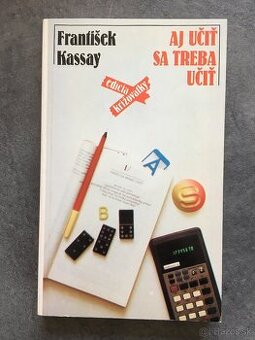 František
Kassay
AJ UČIŤ
SA TREBA
UČIŤ
edícia
križovatky
A
B
S